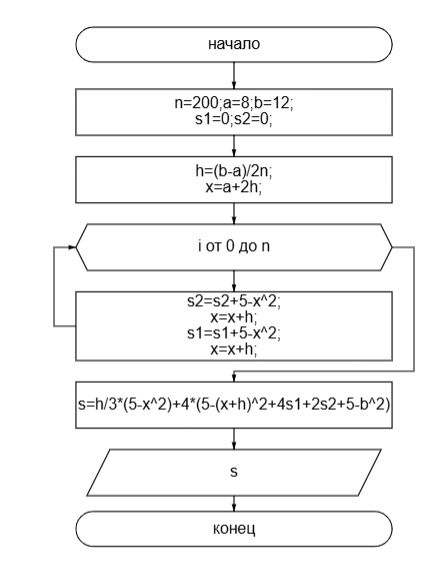 начало
n=200;a=8;b=12;
s1=0;s2=0;
h=(b-a)/2n;
x=a+2h;
i от 0 до n
s2=s2+5-x^2;
x=x+h;
s1=s1+5-x^2;
x=x+h;
s=h/3*(5-x^2)+4*(5-(x+h)^2+4s1+2s2+5-b^2)
s
конец